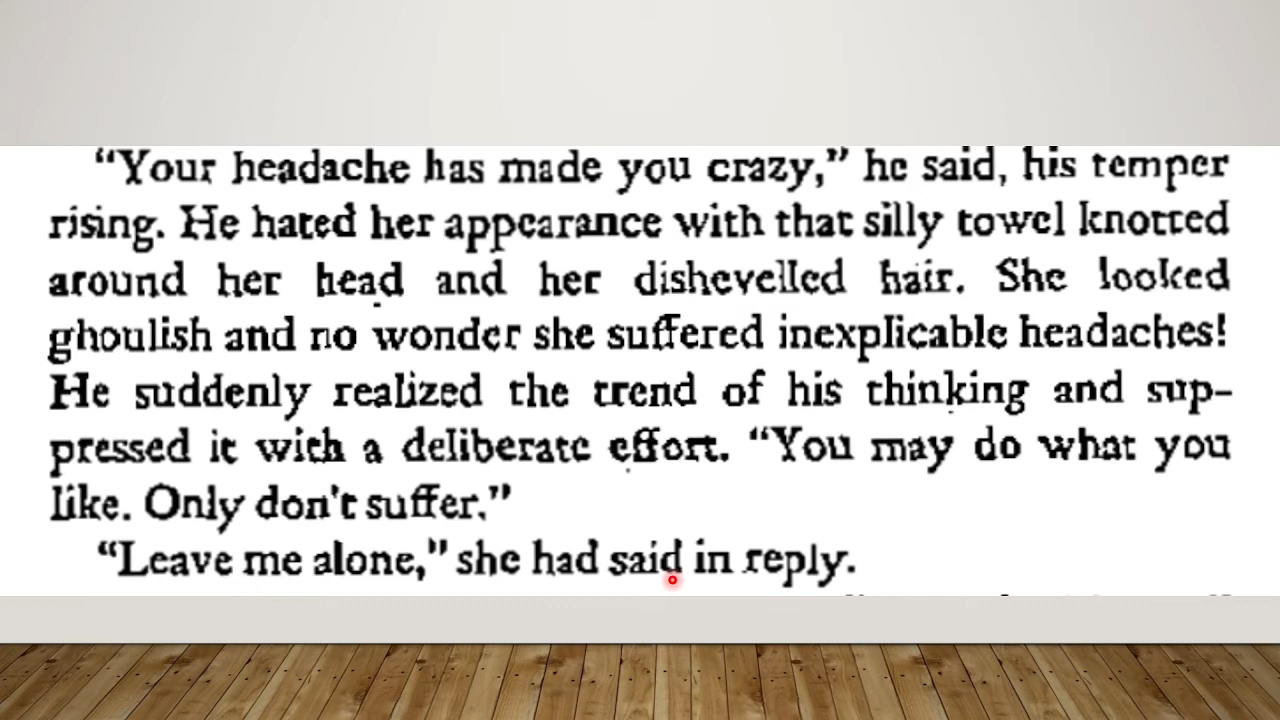 “Your headache has made you crazy,” he said, his temper
rising. He hated her appearance with that silly towel knotted
around her head and her dishevelled hair. She looked
ghoulish and no wonder she suffered inexplicable headaches!
He suddenly realized the trend of his thinking and sup-
pressed it with a deliberate effort. “You may do what you
like. Only don't suffer.”
“Leave me alone,” she had said in reply.